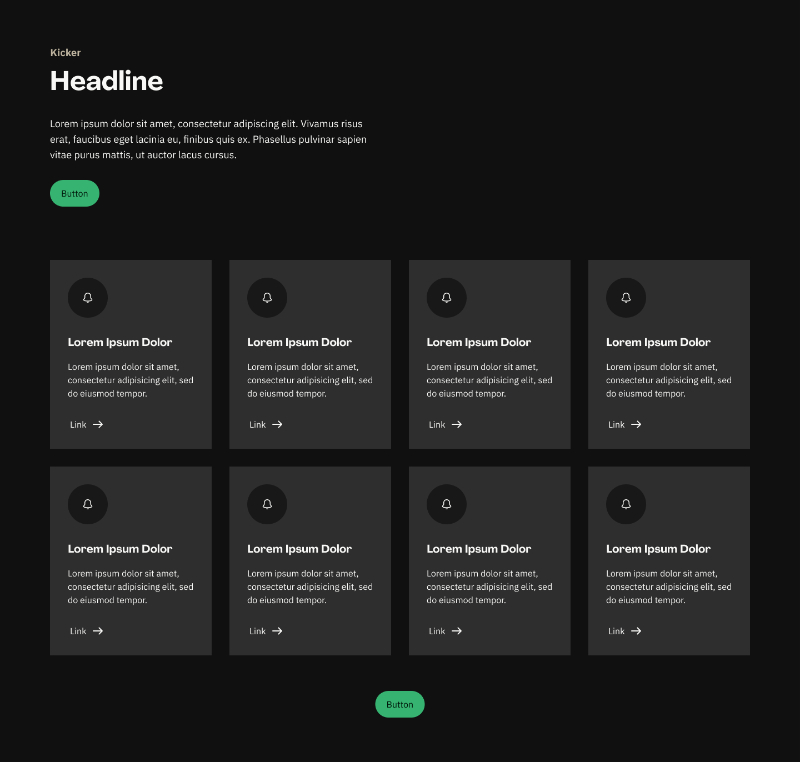 Kicker
Headline
Lorem ipsum dolor sit amet, consectetur adipiscing elit. Vivamus risus
erat, faucibus eget lacinia eu, finibus quis ex. Phasellus pulvinar sapien
vitae purus mattis, ut auctor lacus cursus.
Button
Lorem Ipsum Dolor
Lorem ipsum dolor sit amet,
consectetur adipisicing elit, sed
do eiusmod tempor.
Link
Lorem Ipsum Dolor
Lorem ipsum dolor sit amet,
consectetur adipisicing elit, sed
do eiusmod tempor.
Link
Lorem Ipsum Dolor
Lorem ipsum dolor sit amet,
consectetur adipisicing elit, sed
do eiusmod tempor.
Link
Lorem Ipsum Dolor
Lorem ipsum dolor sit amet,
consectetur adipisicing elit, sed
do eiusmod tempor.
Link
Lorem Ipsum Dolor
Lorem ipsum dolor sit amet,
consectetur adipisicing elit, sed
do eiusmod tempor.
Link
Lorem Ipsum Dolor
Lorem ipsum dolor sit amet,
consectetur adipisicing elit, sed
do eiusmod tempor.
Link
Lorem Ipsum Dolor
Lorem ipsum dolor sit amet,
consectetur adipisicing elit, sed
do eiusmod tempor.
Link
Lorem Ipsum Dolor
Lorem ipsum dolor sit amet,
consectetur adipisicing elit, sed
do eiusmod tempor.
Link
Button